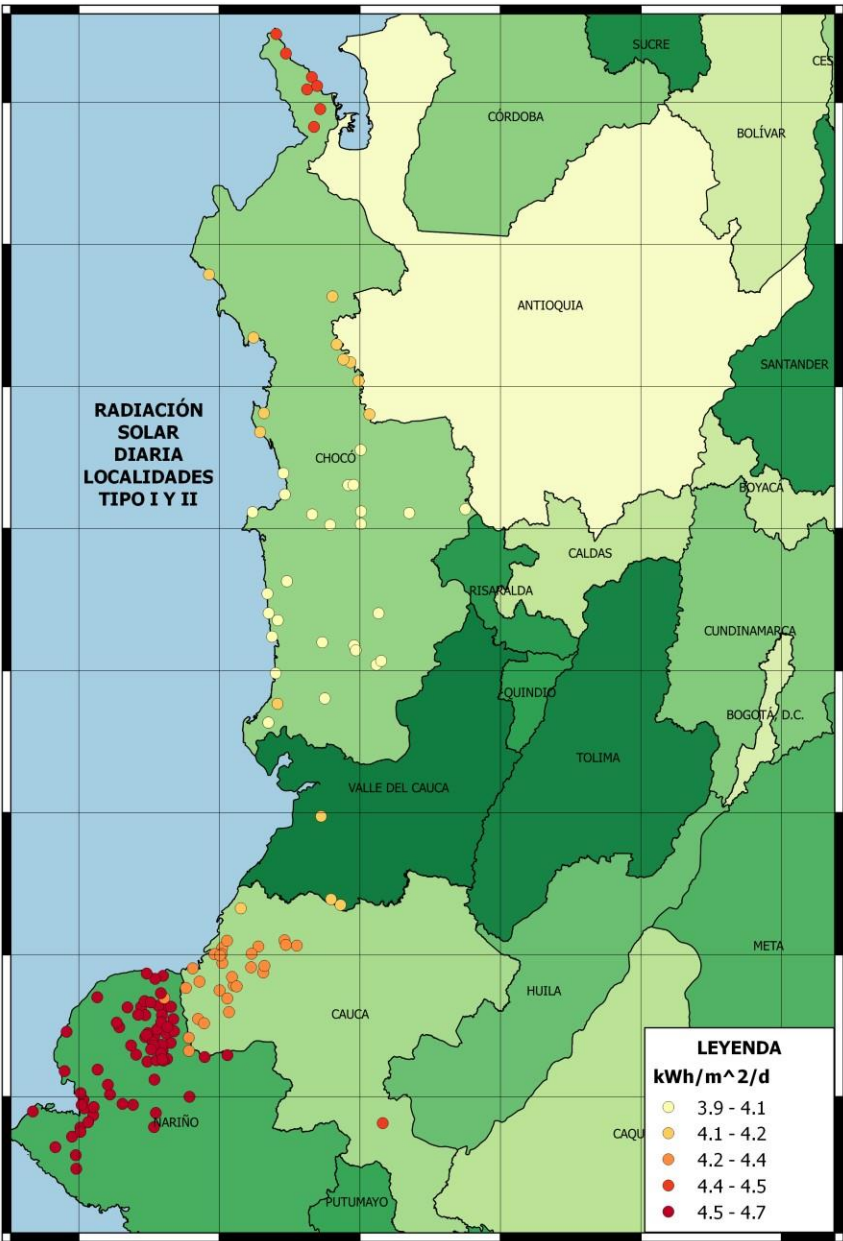 SUCRE
CES
CÓRDOBA
BOLÍVAR
ANTIOQUIA
SANTANDER
RADIACIÓN
SOLAR
DIARIA
LOCALIDADES
TIPO I Y II
CHOCÓ
BOYACÁ
CALDAS
RISARALDA
CUNDINAMARCA
QUINDIO
BOGOTÁ, D.C.
TOLIMA
VALLE DEL CAUCA
META
HUILA
CAUCA
CAQU
NARIÑO
PUTUMAYO
LEYENDA
kWh/m^2/d
3.9 - 4.1
4.1 - 4.2
4.2 - 4.4
4.4 - 4.5
4.5 - 4.7